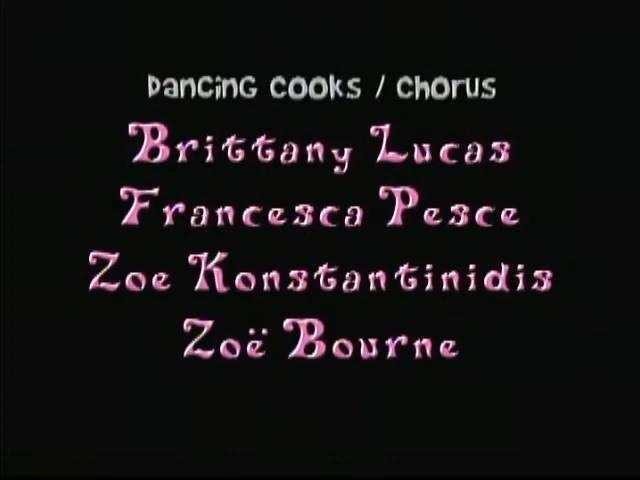 Dancing Cooks / Chorus
Brittany Lucas
Francesca Pesce
Zoe Konstantinidis
Zoë Bourne